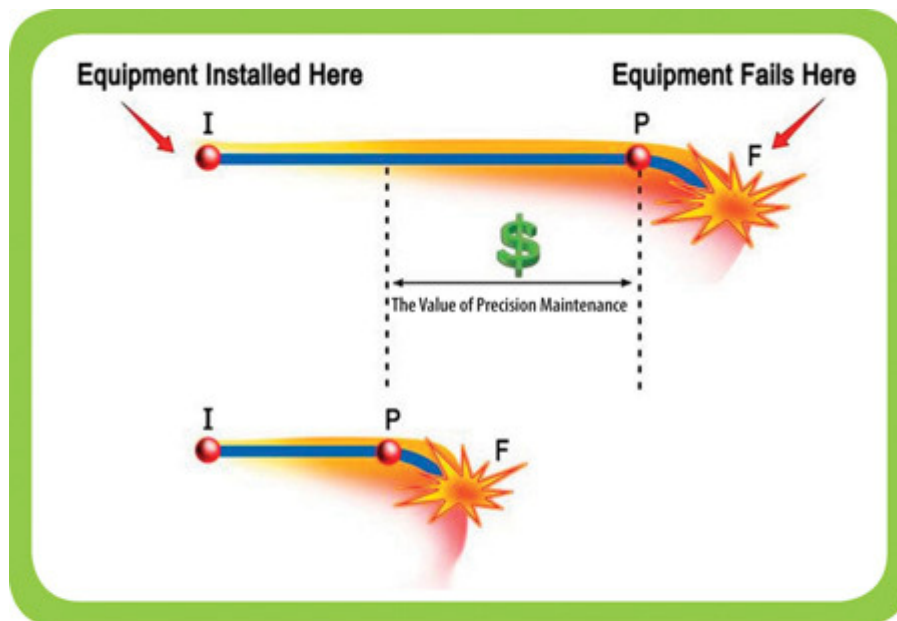 Equipment Installed Here
Equipment Fails Here
I
P
F
$
The Value of Precision Maintenance
I
P
F